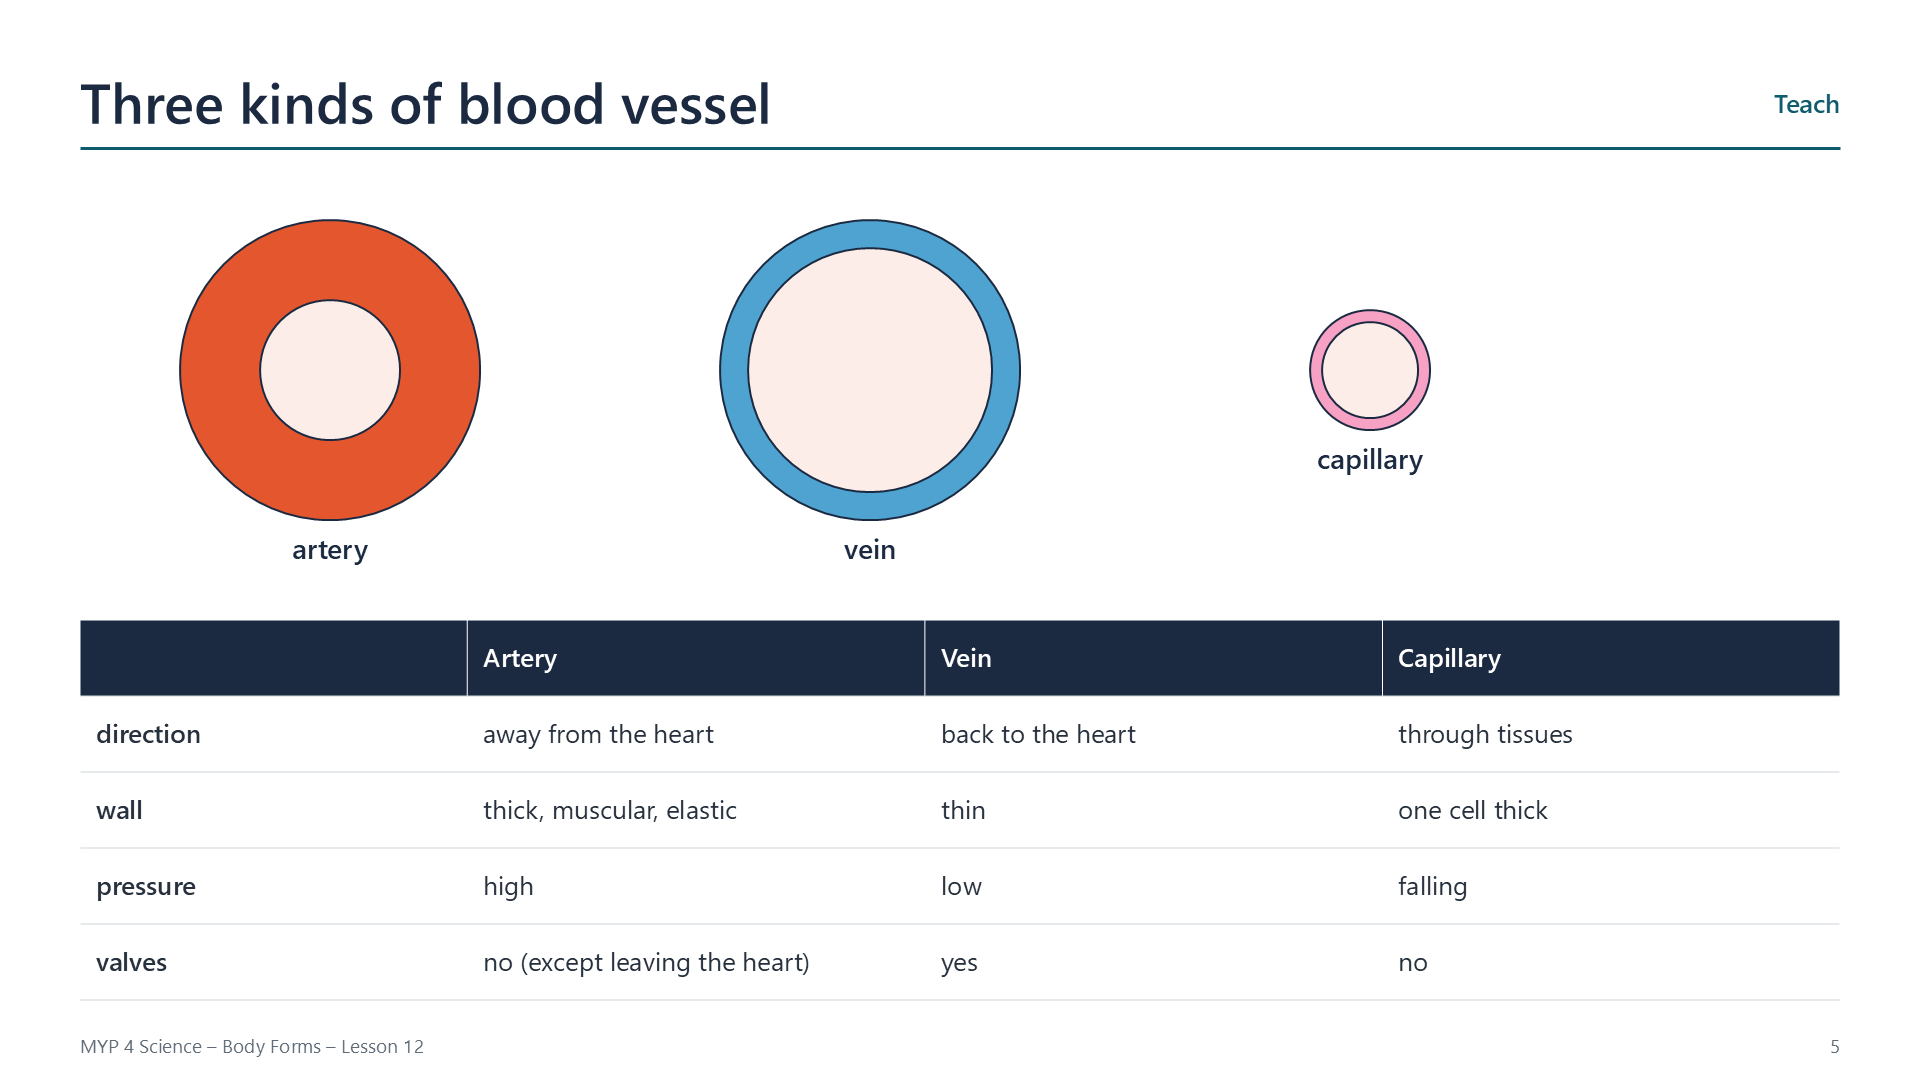 Three kinds of blood vessel
Teach
artery
vein
capillary
Artery Vein Capillary
direction away from the heart back to the heart through tissues
wall thick, muscular, elastic thin one cell thick
pressure high low falling
valves no (except leaving the heart) yes no
MYP 4 Science – Body Forms – Lesson 12
5